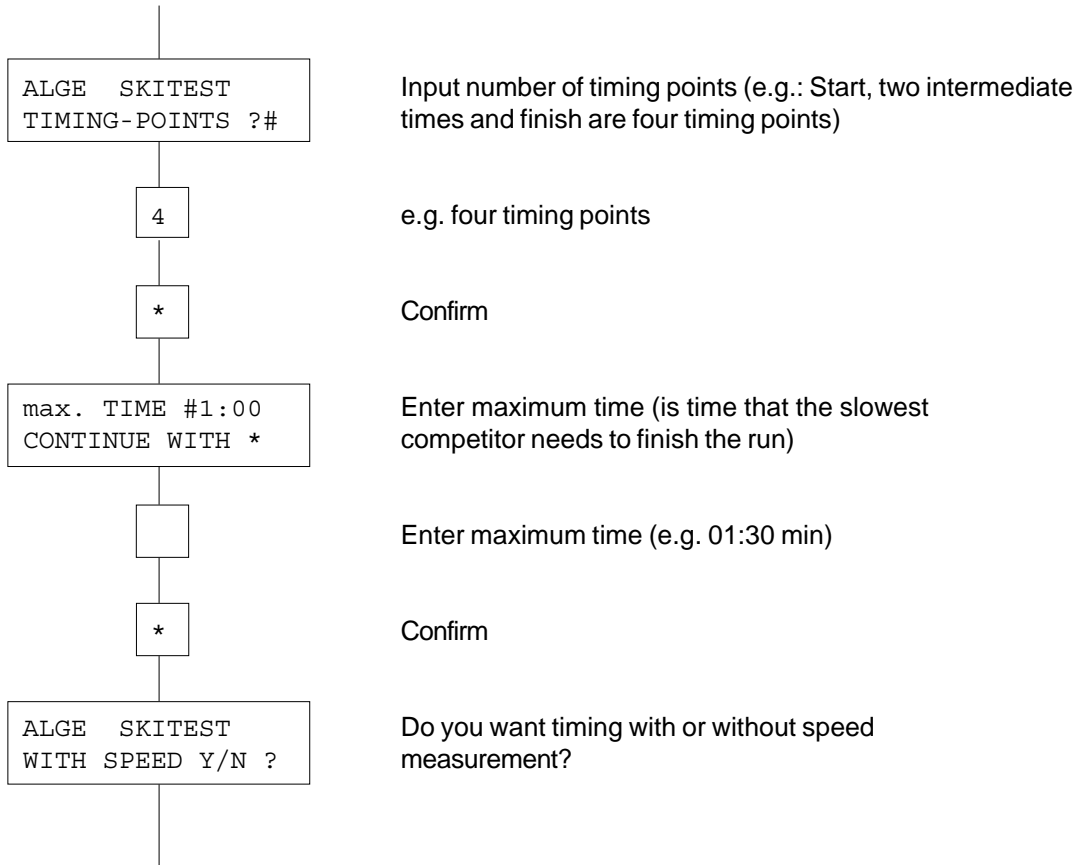 ALGE SKITEST
TIMING-POINTS ?#
Input number of timing points (e.g.: Start, two intermediate
times and finish are four timing points)
4
e.g. four timing points
*
Confirm
max. TIME #1:00
CONTINUE WITH *
Enter maximum time (is time that the slowest
competitor needs to finish the run)
Enter maximum time (e.g. 01:30 min)
*
Confirm
ALGE SKITEST
WITH SPEED Y/N ?
Do you want timing with or without speed
measurement?